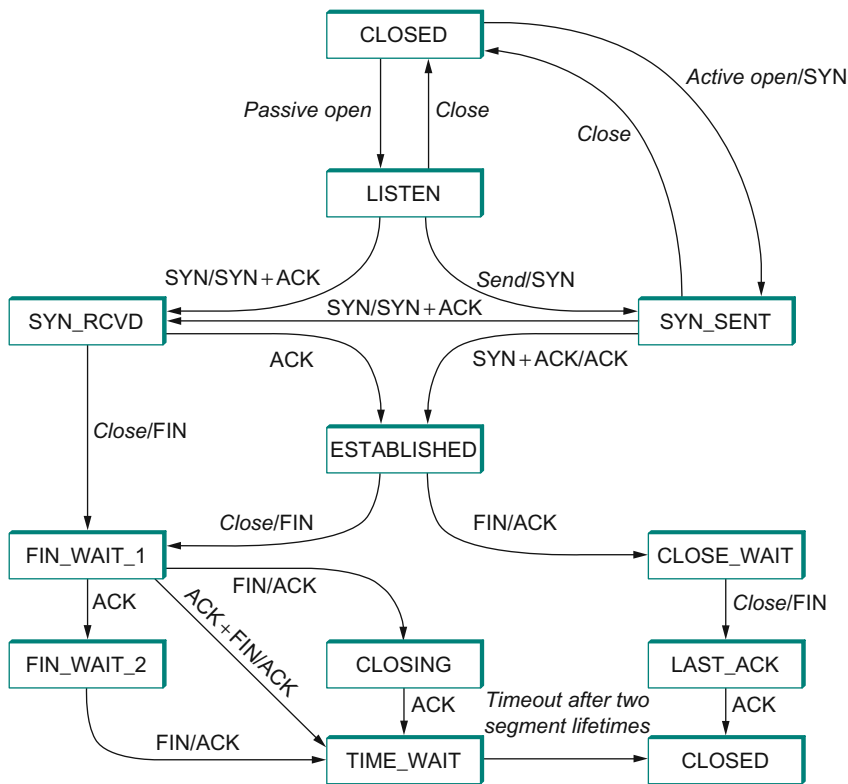 CLOSED
Active open/SYN
Passive open
Close
Close
LISTEN
SYN/SYN+ACK
Send/SYN
SYN/SYN+ACK
SYN_RCVD
SYN_SENT
ACK
SYN+ACK/ACK
Close/FIN
ESTABLISHED
Close/FIN
FIN/ACK
FIN_WAIT_1
CLOSE_WAIT
FIN/ACK
ACK
ACK+FIN/ACK
Close/FIN
FIN_WAIT_2
CLOSING
LAST_ACK
ACK
Timeout after two
segment lifetimes
ACK
FIN/ACK
TIME_WAIT
CLOSED